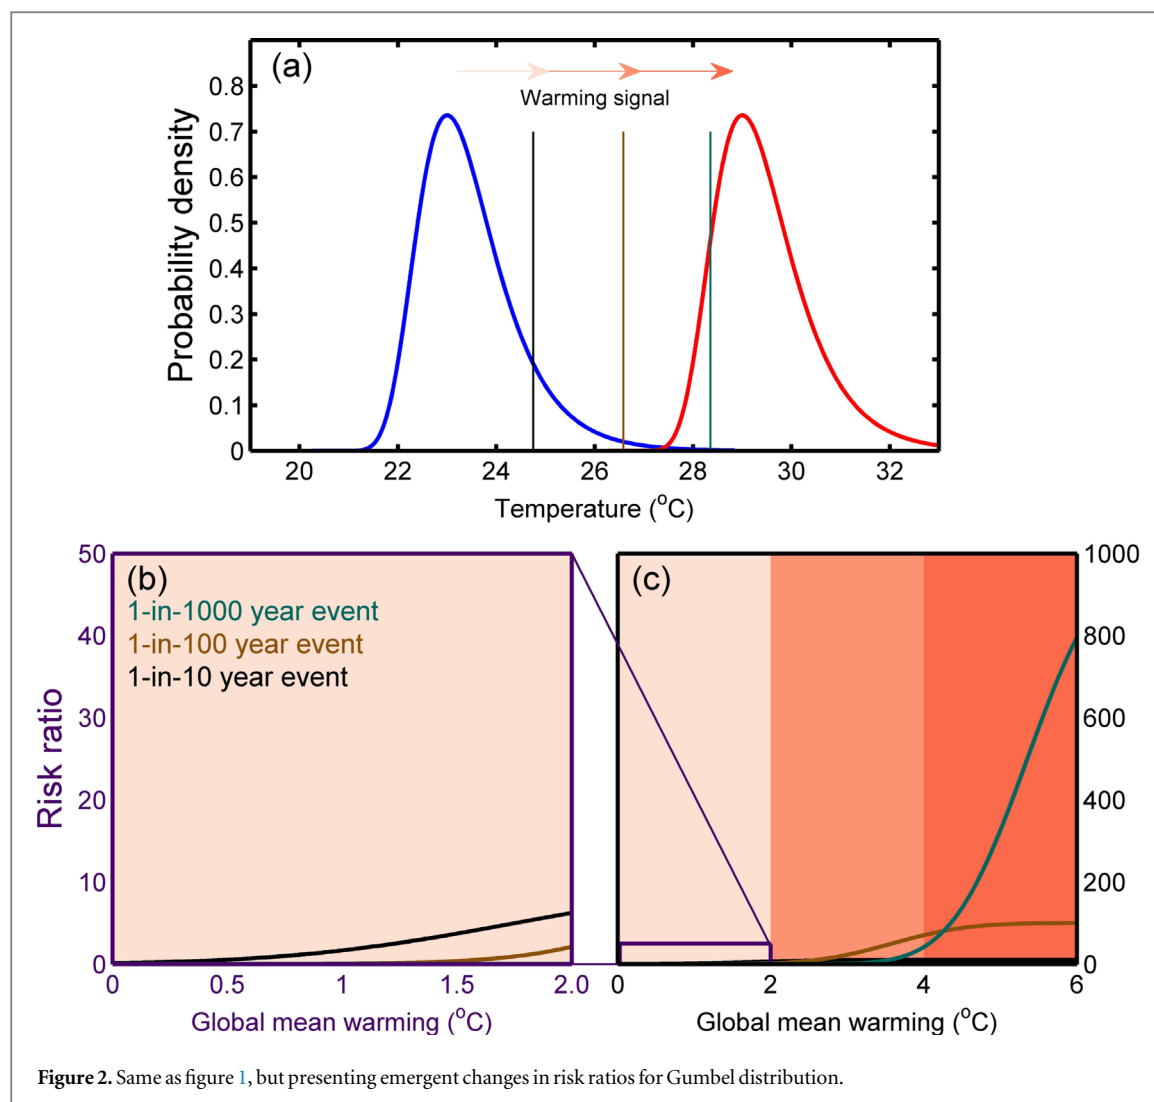 (a)
Warming signal
Probability density
0.8
0.7
0.6
0.5
0.4
0.3
0.2
0.1
0
20 22 24 26 28 30 32
Temperature (°C)
(b)
1-in-1000 year event
1-in-100 year event
1-in-10 year event
Risk ratio
50
40
30
20
10
0
0 0.5 1 1.5 2.0
Global mean warming (°C)
(c)
1000
800
600
400
200
0
0 2 4 6
Global mean warming (°C)
Figure 2. Same as figure 1, but presenting emergent changes in risk ratios for Gumbel distribution.